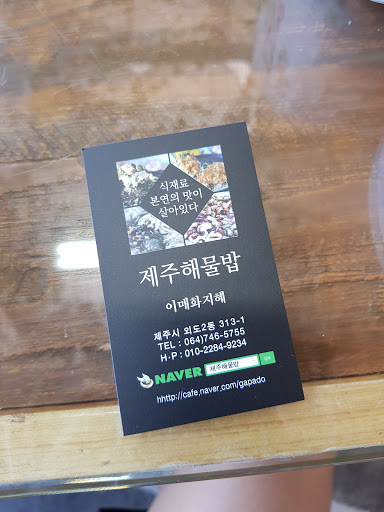 식재료
본연의 맛이
살아있다
제주해물밥
이매화지혜
제주시 외도2동 313-1
TEL : 064)746-5755
H·P : 010-2284-9234
NAVER 제주해물밥 검색
hhttp://cafe.naver.com/gapado